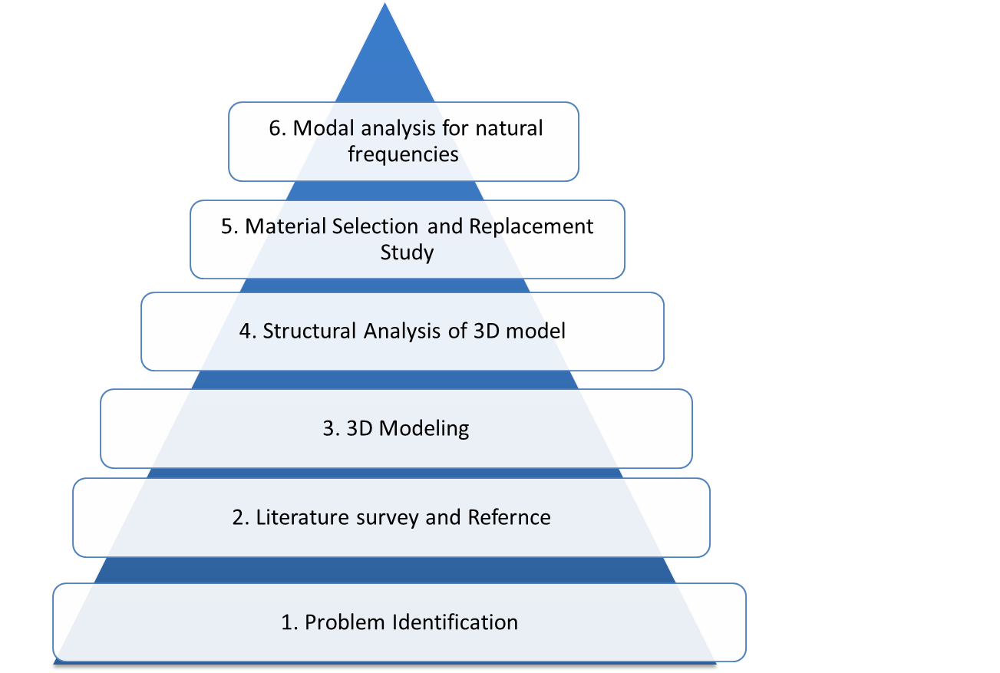 6. Modal analysis for natural
frequencies
5. Material Selection and Replacement
Study
4. Structural Analysis of 3D model
3. 3D Modeling
2. Literature survey and Refernce
1. Problem Identification